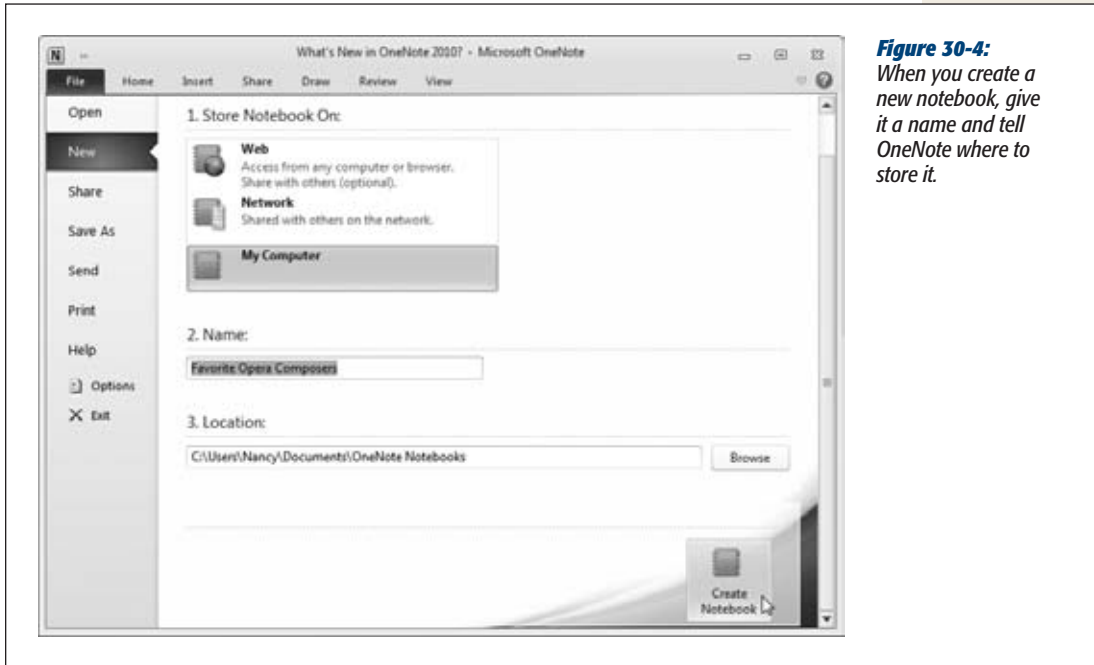 What's New in OneNote 2010? - Microsoft OneNote
File Home Insert Share Draw Review View
Open
New
Share
Save As
Send
Print
Help
Options
Exit
1. Store Notebook On:
Web
Access from any computer or browser.
Share with others (optional).
Network
Shared with others on the network.
My Computer
2. Name:
Favorite Opera Composers
3. Location:
C:\Users\Nancy\Documents\OneNote Notebooks
Browse
Create
Notebook
Figure 30-4:
When you create a
new notebook, give
it a name and tell
OneNote where to
store it.